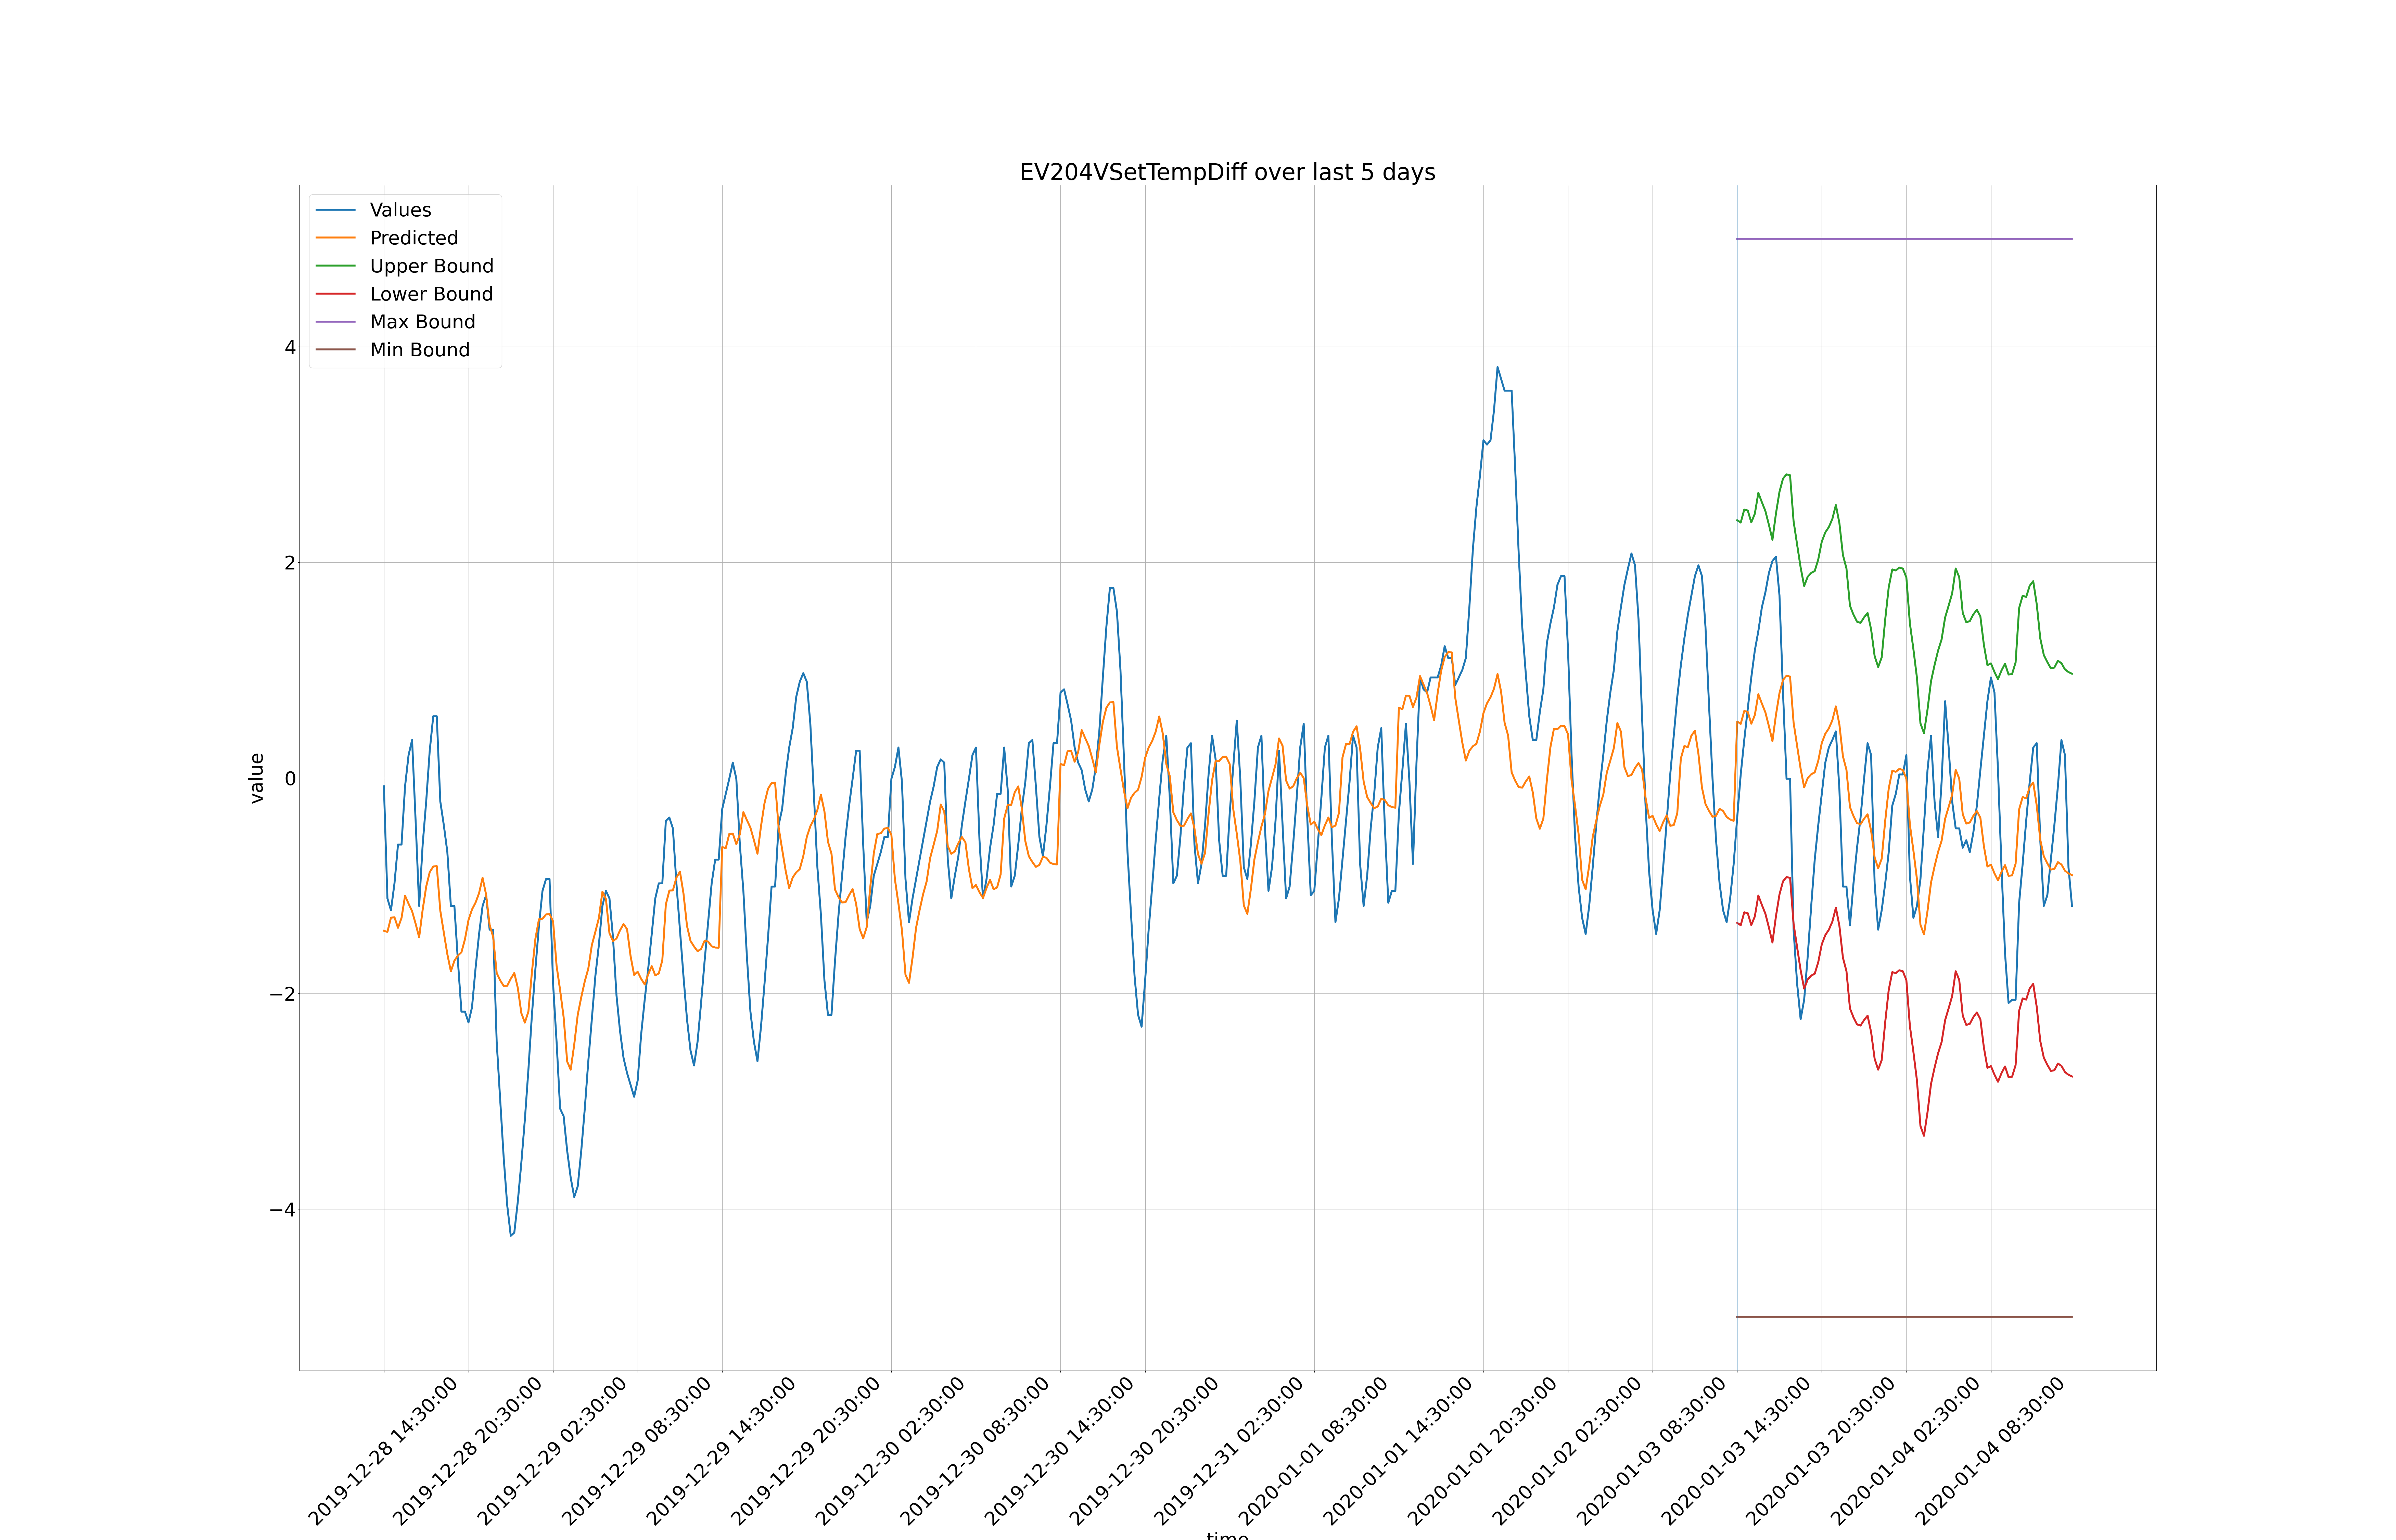 EV204VSetTempDiff over last 5 days
Values
Predicted
Upper Bound
Lower Bound
Max Bound
Min Bound
value
4
2
0
−2
−4
2019-12-28 14:30:00
2019-12-28 20:30:00
2019-12-29 02:30:00
2019-12-29 08:30:00
2019-12-29 14:30:00
2019-12-29 20:30:00
2019-12-30 02:30:00
2019-12-30 08:30:00
2019-12-30 14:30:00
2019-12-30 20:30:00
2019-12-31 02:30:00
2020-01-01 08:30:00
2020-01-01 14:30:00
2020-01-01 20:30:00
2020-01-02 02:30:00
2020-01-03 08:30:00
2020-01-03 14:30:00
2020-01-03 20:30:00
2020-01-04 02:30:00
2020-01-04 08:30:00
time